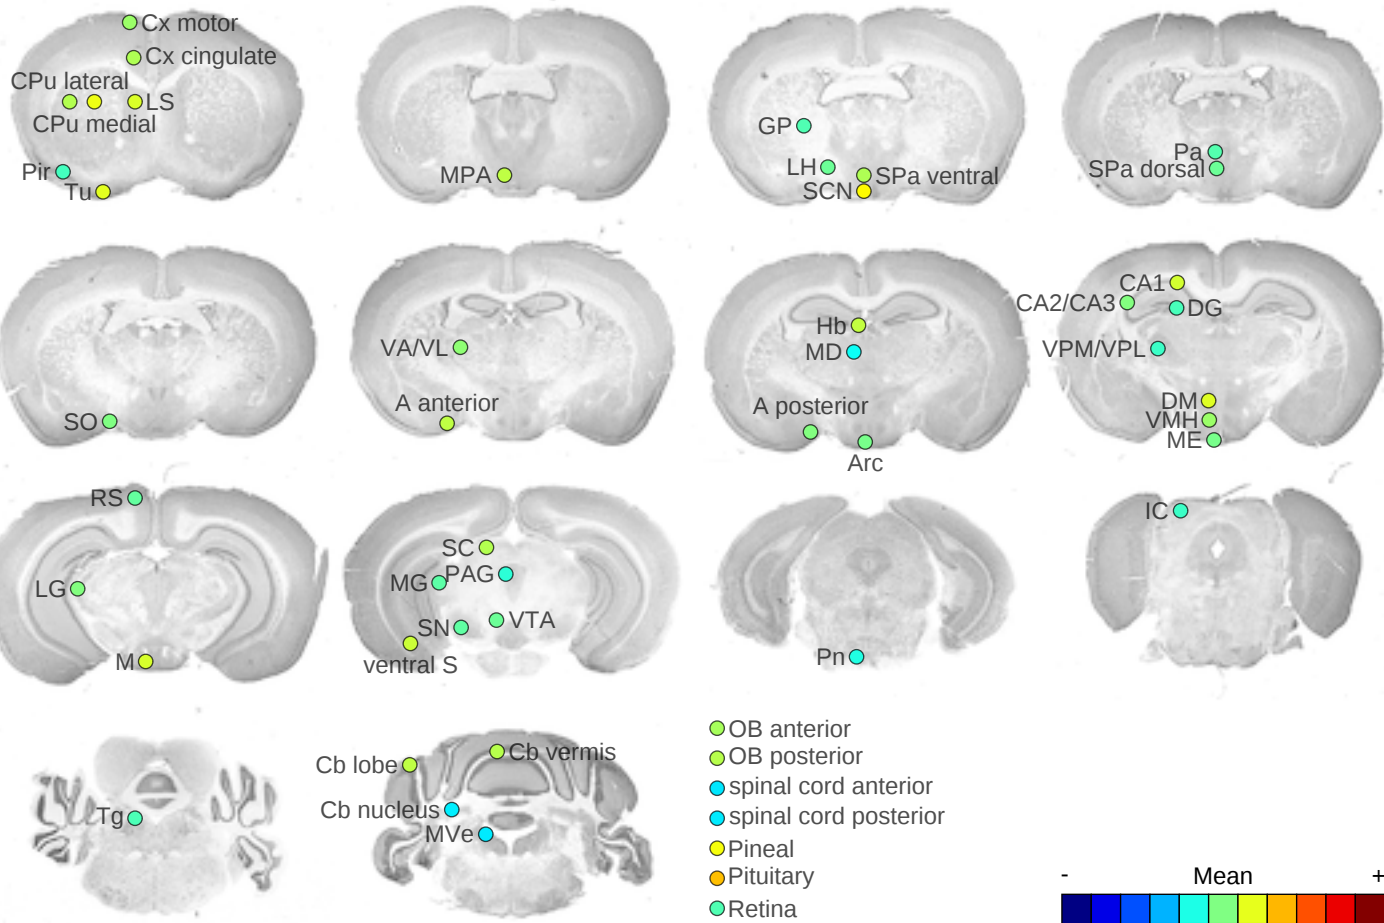 Cx motor
Cx cingulate
CPu lateral
LS
CPu medial
Pir
Tu
MPA
GP
LH
SPa ventral
SCN
Pa
SPa dorsal
SO
VA/VL
A anterior
Hb
MD
A posterior
Arc
CA1
CA2/CA3
DG
VPM/VPL
DM
VMH
ME
RS
LG
M
SC
MG
PAG
SN
VTA
ventral S
Pn
IC
Tg
Cb lobe
Cb vermis
Cb nucleus
MVe
OB anterior
OB posterior
spinal cord anterior
spinal cord posterior
Pineal
Pituitary
Retina
- Mean +